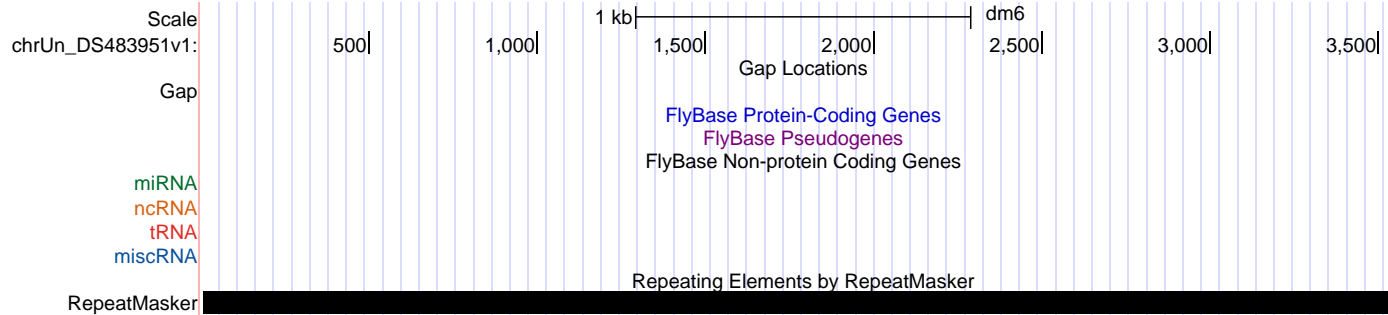 Scale 1 kb dm6
chrUn_DS483951v1: 500 1,000 1,500 2,000 2,500 3,000 3,500
Gap Locations
Gap
FlyBase Protein-Coding Genes
FlyBase Pseudogenes
FlyBase Non-protein Coding Genes
miRNA
ncRNA
tRNA
miscRNA
Repeating Elements by RepeatMasker
RepeatMasker